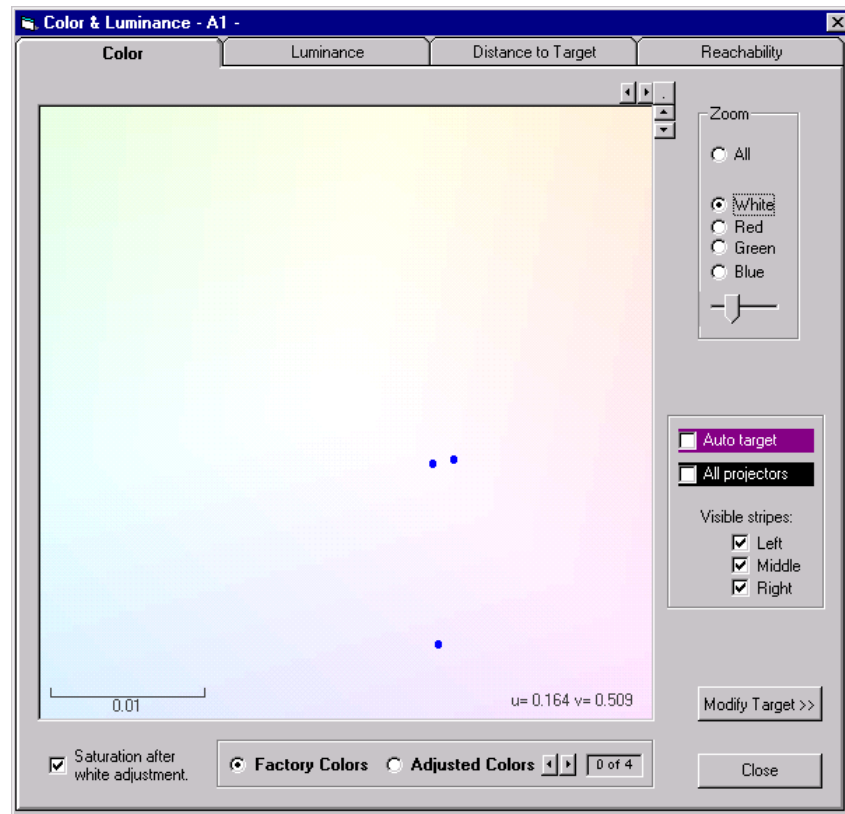 Color & Luminance - A1 -
Color
Luminance
Distance to Target
Reachability
.
Zoom
All
White
Red
Green
Blue
Auto target
All projectors
Visible stripes:
Left
Middle
Right
0.01
u= 0.164 v= 0.509
Modify Target >>
Saturation after
white adjustment.
Factory Colors
Adjusted Colors
0 of 4
Close